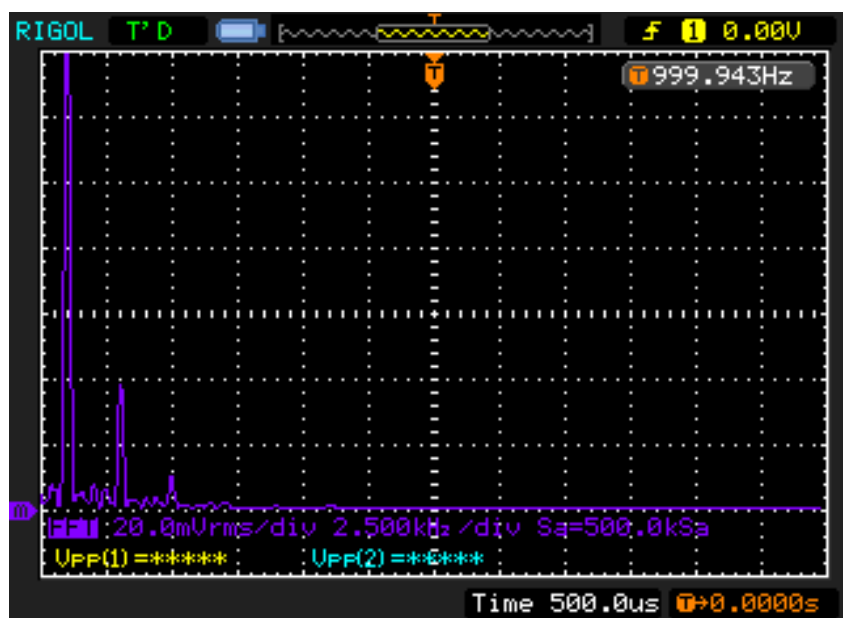 RIGOL T'D T f 1 0.00V
T 999.943Hz
m
FFT 20.0mVrms/div 2.500kHz/div Sa=500.0kSa
Vpp(1)=***** Vpp(2)=*****
Time 500.0us T→0.0000s